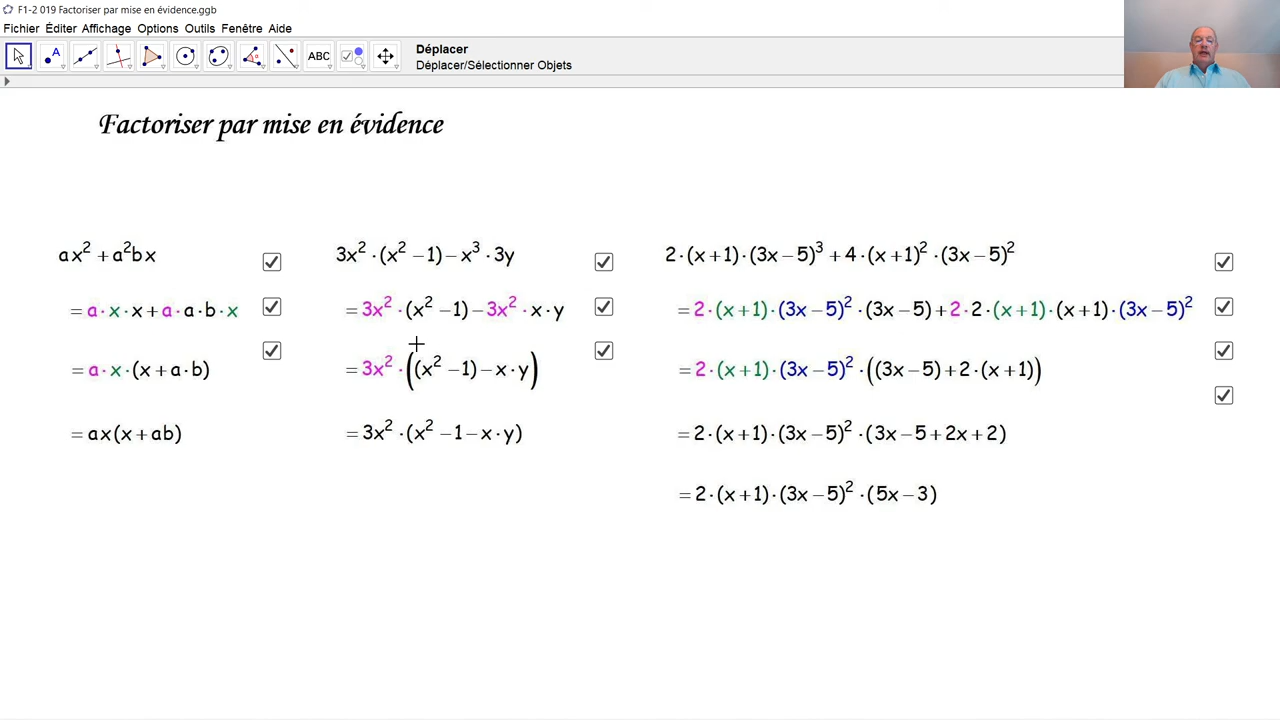 F1-2 019 Factoriser par mise en évidence.ggb
Fichier Éditer Affichage Options Outils Fenêtre Aide
A ABC Déplacer
Déplacer/Sélectionner Objets
Factoriser par mise en évidence
ax² + a²bx
= a·x·x + a·a·b·x
= a·x·(x + a·b)
= ax(x + ab)
3x²·(x² − 1) − x³·3y
= 3x²·(x² − 1) − 3x²·x·y
= 3x²·((x² − 1) − x·y)
= 3x²·(x² − 1 − x·y)
2·(x + 1)·(3x − 5)³ + 4·(x + 1)²·(3x − 5)²
= 2·(x + 1)·(3x − 5)²·(3x − 5) + 2·2·(x + 1)·(x + 1)·(3x − 5)²
= 2·(x + 1)·(3x − 5)²·((3x − 5) + 2·(x + 1))
= 2·(x + 1)·(3x − 5)²·(3x − 5 + 2x + 2)
= 2·(x + 1)·(3x − 5)²·(5x − 3)